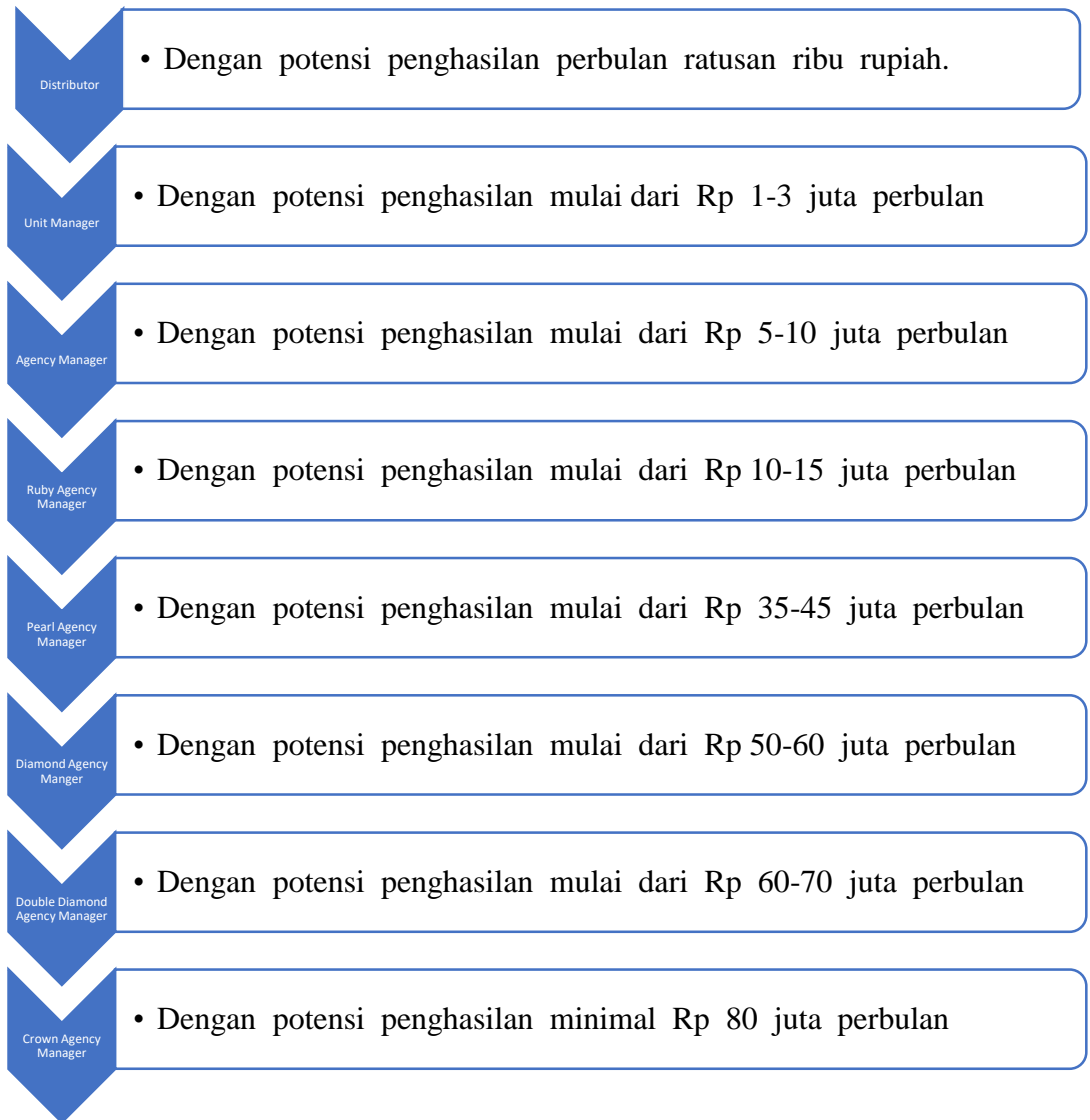 Distributor
• Dengan potensi penghasilan perbulan ratusan ribu rupiah.
Unit Manager
• Dengan potensi penghasilan mulai dari Rp 1-3 juta perbulan
Agency Manager
• Dengan potensi penghasilan mulai dari Rp 5-10 juta perbulan
Ruby Agency
Manager
• Dengan potensi penghasilan mulai dari Rp 10-15 juta perbulan
Pearl Agency
Manager
• Dengan potensi penghasilan mulai dari Rp 35-45 juta perbulan
Diamond Agency
Manger
• Dengan potensi penghasilan mulai dari Rp 50-60 juta perbulan
Double Diamond
Agency Manager
• Dengan potensi penghasilan mulai dari Rp 60-70 juta perbulan
Crown Agency
Manager
• Dengan potensi penghasilan minimal Rp 80 juta perbulan